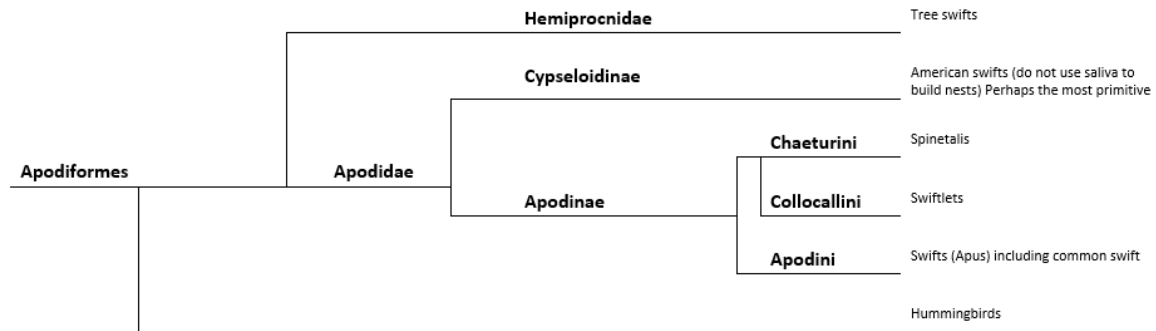 Hemiprocnidae
Tree swifts
Cypseloidinae
American swifts (do not use saliva to
build nests) Perhaps the most primitive
Chaeturini
Spinetalis
Apodiformes
Apodidae
Apodinae
Collocallini
Swiftlets
Apodini
Swifts (Apus) including common swift
Hummingbirds